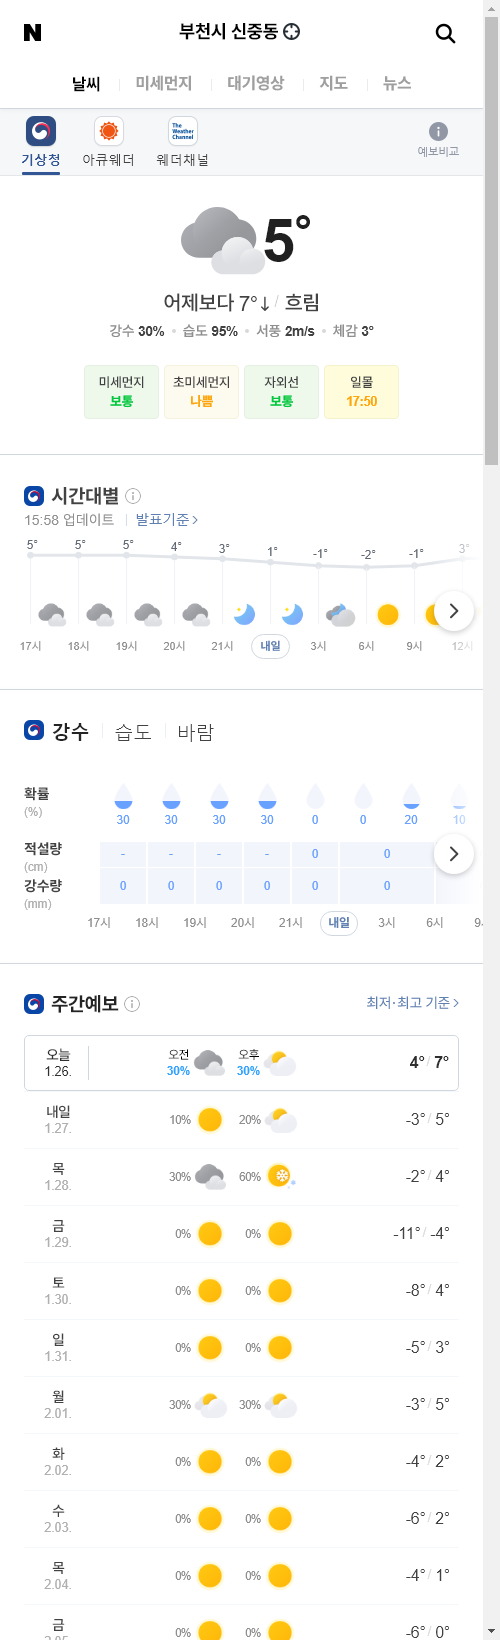 N 부천시 신중동
날씨 미세먼지 대기영상 지도 뉴스
The Weather Channel
기상청 아큐웨더 웨더채널 예보비교
5°
어제보다 7°↓ / 흐림
강수 30% • 습도 95% • 서풍 2m/s • 체감 3°
미세먼지 초미세먼지 자외선 일몰
보통 나쁨 보통 17:50
시간대별
15:58 업데이트 발표기준 >
5° 5° 5° 4° 3° 1° -1° -2° -1° 3°
17시 18시 19시 20시 21시 내일 3시 6시 9시 12시
강수 습도 바람
확률
(%)
30 30 30 30 0 0 20 10
적설량
(cm)
- - - - 0 0
강수량
(mm)
0 0 0 0 0 0
17시 18시 19시 20시 21시 내일 3시 6시
주간예보
최저·최고 기준 >
오늘 1.26. 오전 30% 오후 30% 4° / 7°
내일 1.27. 10% 20% -3° / 5°
목 1.28. 30% 60% -2° / 4°
금 1.29. 0% 0% -11° / -4°
토 1.30. 0% 0% -8° / 4°
일 1.31. 0% 0% -5° / 3°
월 2.01. 30% 30% -3° / 5°
화 2.02. 0% 0% -4° / 2°
수 2.03. 0% 0% -6° / 2°
목 2.04. 0% 0% -4° / 1°
금 0% 0% -6° / 0°